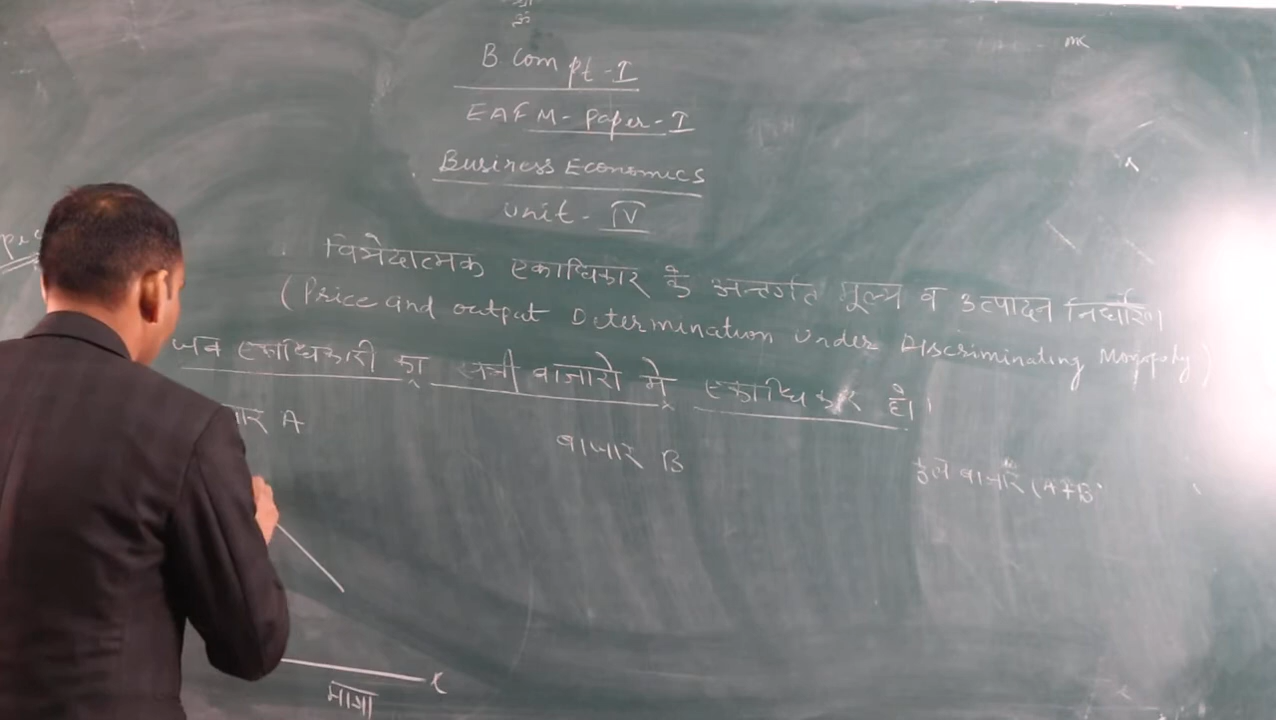 B Com pt-I
EAFM-Paper-I
Business Economics
Unit-IV
विभेदात्मक एकाधिकार के अन्तर्गत मूल्य व उत्पादन निर्धारण
(Price and output Determination Under Discriminating Monopoly)
जब एकाधिकारी का सभी बाजारो मे एकाधिकार है।
A
बाजार B
बाजार (A+B
X
मात्रा